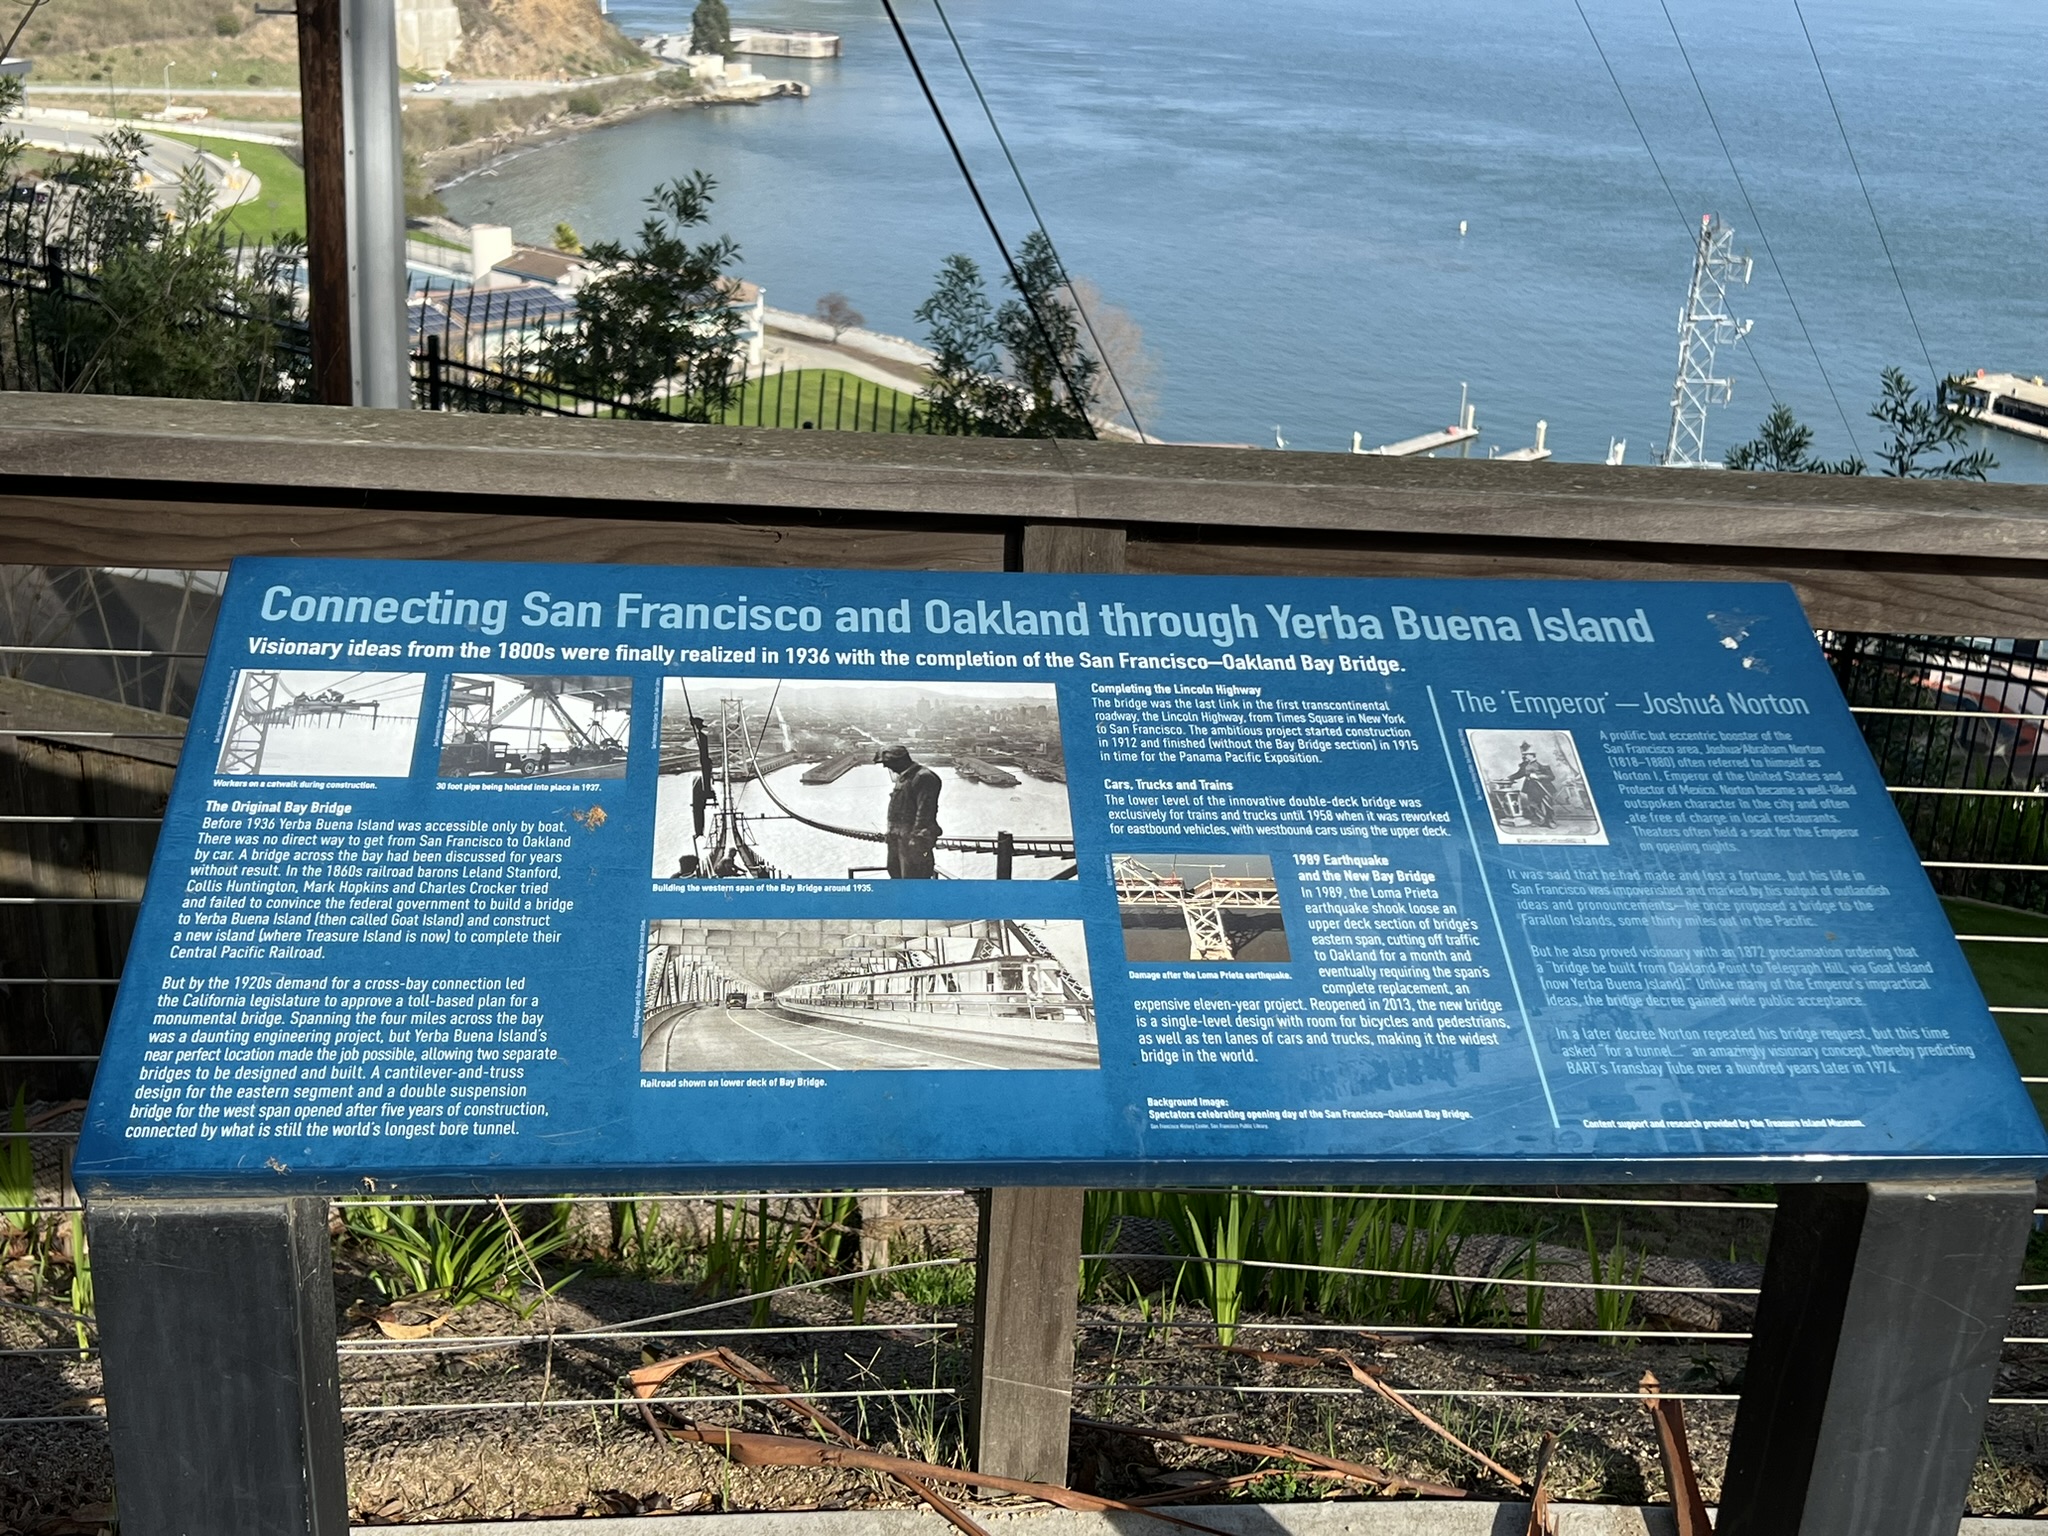 Connecting San Francisco and Oakland through Yerba Buena Island
Visionary ideas from the 1800s were finally realized in 1936 with the completion of the San Francisco—Oakland Bay Bridge.
Workers on a catwalk during construction.
30 foot pipe being hoisted into place in 1937.
The Original Bay Bridge
Before 1936 Yerba Buena Island was accessible only by boat.
There was no direct way to get from San Francisco to Oakland
by car. A bridge across the bay had been discussed for years
without result. In the 1860s railroad barons Leland Stanford,
Collis Huntington, Mark Hopkins and Charles Crocker tried
and failed to convince the federal government to build a bridge
to Yerba Buena Island (then called Goat Island) and construct
a new island (where Treasure Island is now) to complete their
Central Pacific Railroad.
But by the 1920s demand for a cross-bay connection led
the California legislature to approve a toll-based plan for a
monumental bridge. Spanning the four miles across the bay
was a daunting engineering project, but Yerba Buena Island's
near perfect location made the job possible, allowing two separate
bridges to be designed and built. A cantilever-and-truss
design for the eastern segment and a double suspension
bridge for the west span opened after five years of construction,
connected by what is still the world's longest bore tunnel.
Building the western span of the Bay Bridge around 1935.
Railroad shown on lower deck of Bay Bridge.
Completing the Lincoln Highway
The bridge was the last link in the first transcontinental
roadway, the Lincoln Highway, from Times Square in New York
to San Francisco. The ambitious project started construction
in 1912 and finished (without the Bay Bridge section) in 1915
in time for the Panama Pacific Exposition.
Cars, Trucks and Trains
The lower level of the innovative double-deck bridge was
exclusively for trains and trucks until 1958 when it was reworked
for eastbound vehicles, with westbound cars using the upper deck.
Damage after the Loma Prieta earthquake.
1989 Earthquake
and the New Bay Bridge
In 1989, the Loma Prieta
earthquake shook loose an
upper deck section of bridge's
eastern span, cutting off traffic
to Oakland for a month and
eventually requiring the span's
complete replacement, an
expensive eleven-year project. Reopened in 2013, the new bridge
is a single-level design with room for bicycles and pedestrians,
as well as ten lanes of cars and trucks, making it the widest
bridge in the world.
Background Image:
Spectators celebrating opening day of the San Francisco–Oakland Bay Bridge.
San Francisco History Center, San Francisco Public Library.
The 'Emperor' — Joshua Norton
A prolific but eccentric booster of the
San Francisco area, Joshua Abraham Norton
(1818–1880) often referred to himself as
Norton I, Emperor of the United States and
Protector of Mexico. Norton became a well-liked
outspoken character in the city and often
ate free of charge in local restaurants.
Theaters often held a seat for the Emperor
on opening nights.
It was said that he had made and lost a fortune, but his life in
San Francisco was impoverished and marked by his output of outlandish
ideas and pronouncements—he once proposed a bridge to the
Farallon Islands, some thirty miles out in the Pacific.
But he also proved visionary with an 1872 proclamation ordering that
a "bridge be built from Oakland Point to Telegraph Hill, via Goat Island
(now Yerba Buena Island)." Unlike many of the Emperor's impractical
ideas, the bridge decree gained wide public acceptance.
In a later decree Norton repeated his bridge request, but this time
asked "for a tunnel..." an amazingly visionary concept, thereby predicting
BART's Transbay Tube over a hundred years later in 1974.
Content support and research provided by the Treasure Island Museum.